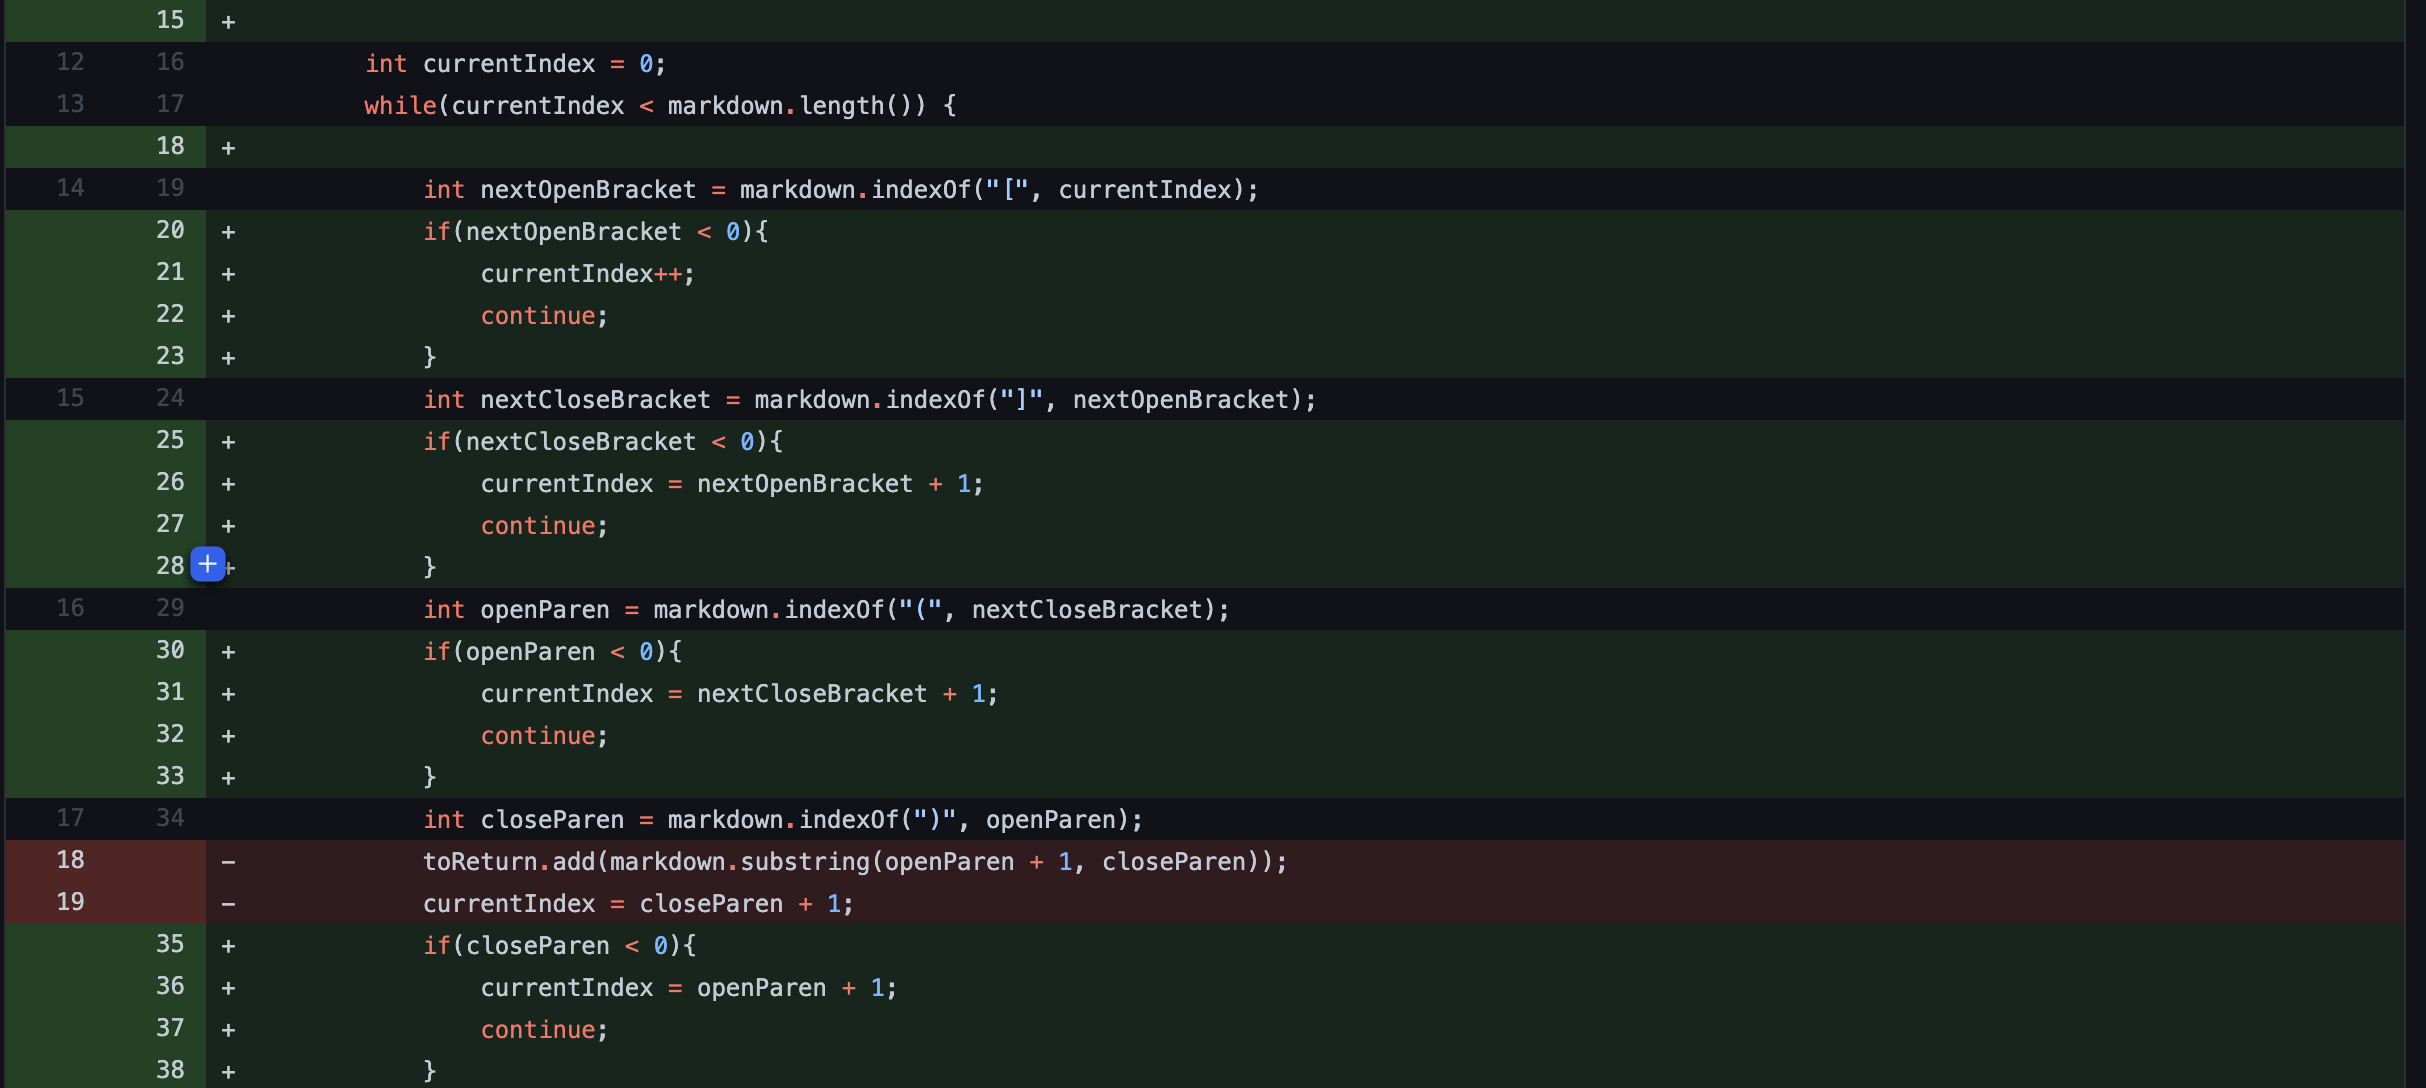 15 +
12 16 int currentIndex = 0;
13 17 while(currentIndex < markdown.length()) {
18 +
14 19 int nextOpenBracket = markdown.indexOf("[", currentIndex);
20 + if(nextOpenBracket < 0){
21 + currentIndex++;
22 + continue;
23 + }
15 24 int nextCloseBracket = markdown.indexOf("]", nextOpenBracket);
25 + if(nextCloseBracket < 0){
26 + currentIndex = nextOpenBracket + 1;
27 + continue;
28 + + }
16 29 int openParen = markdown.indexOf("(", nextCloseBracket);
30 + if(openParen < 0){
31 + currentIndex = nextCloseBracket + 1;
32 + continue;
33 + }
17 34 int closeParen = markdown.indexOf(")", openParen);
18 − toReturn.add(markdown.substring(openParen + 1, closeParen));
19 − currentIndex = closeParen + 1;
35 + if(closeParen < 0){
36 + currentIndex = openParen + 1;
37 + continue;
38 + }